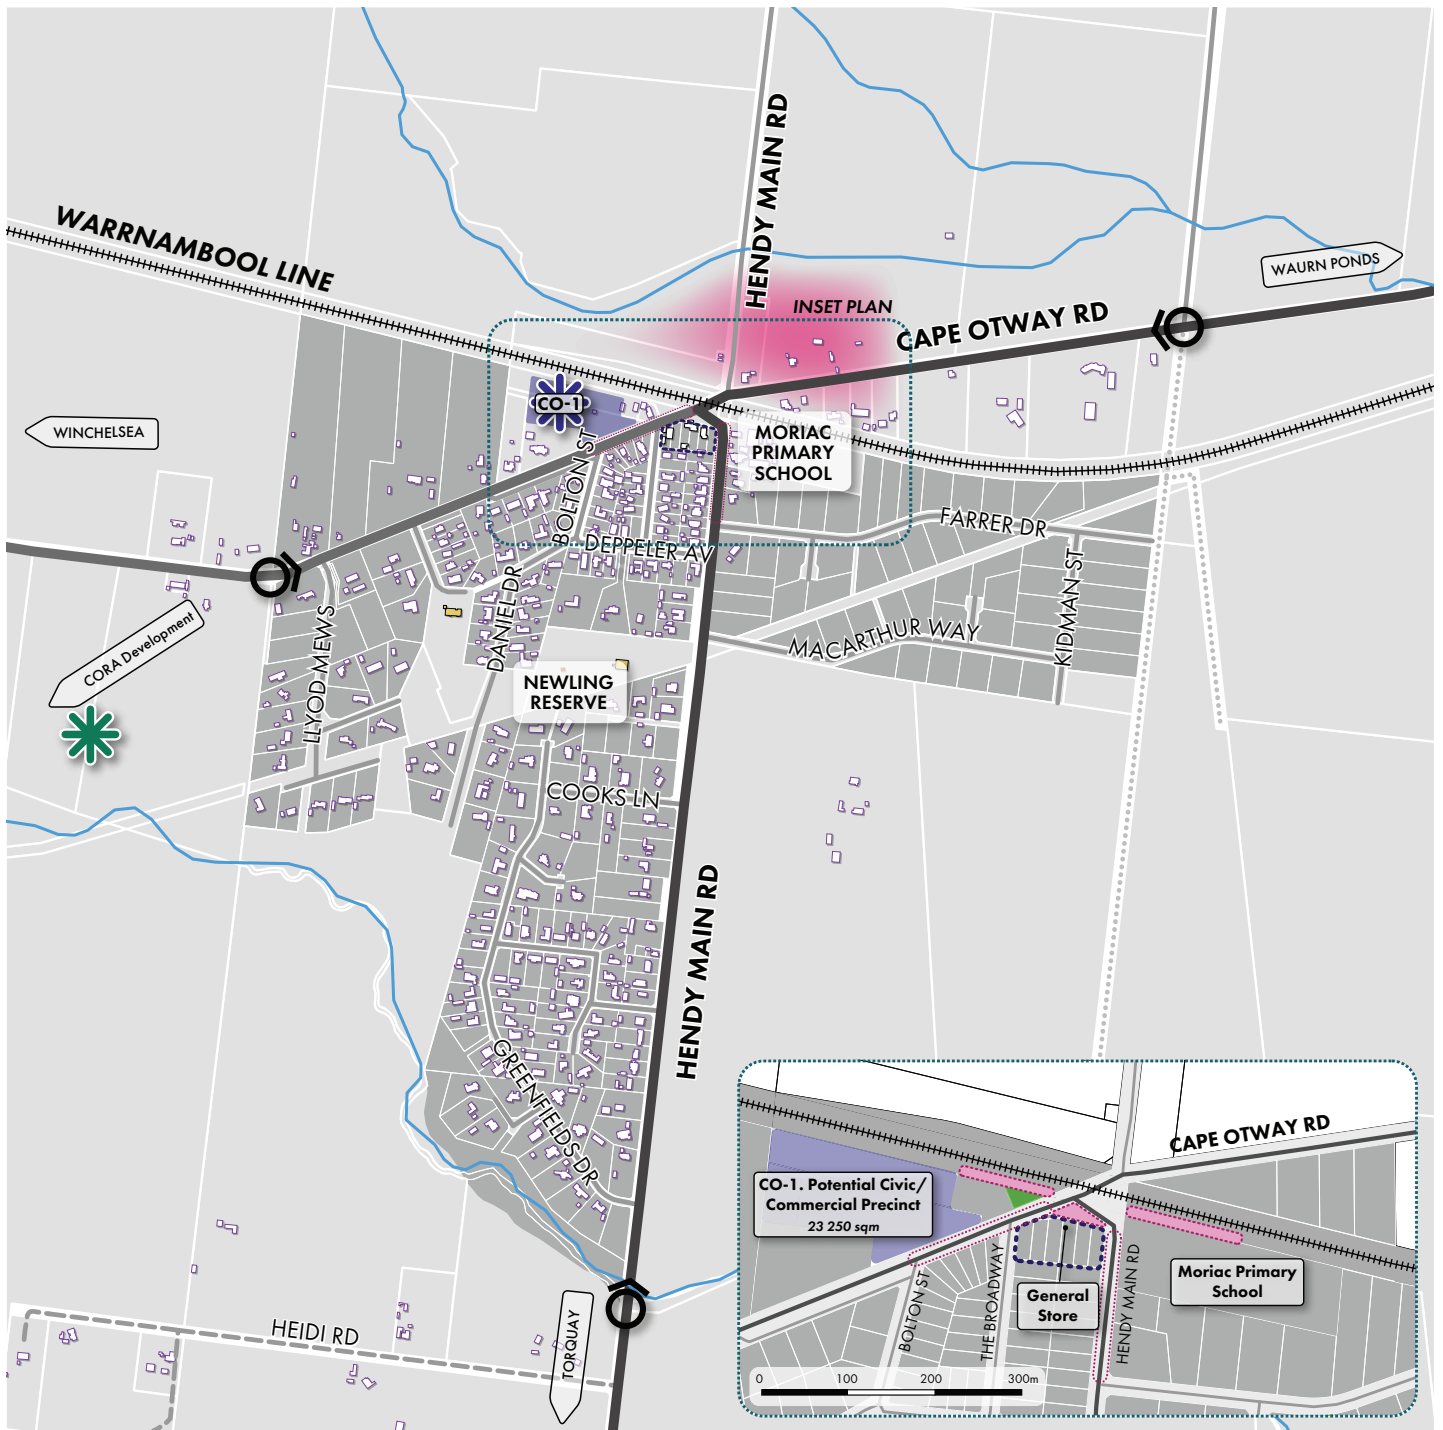 HENDY MAIN RD
WARRNAMBOOL LINE
WAURN PONDS
INSET PLAN
CAPE OTWAY RD
CO-1
WINCHELSEA
MORIAC
PRIMARY
SCHOOL
BOLTON ST
FARRER DR
DEPPELER AV
KIDMAN ST
DANIEL DR
MACARTHUR WAY
CORA Development
LLYOD MEWS
NEWLING
RESERVE
COOKS LN
HENDY MAIN RD
GREENFIELDS DR
HEIDI RD
TORQUAY
CAPE OTWAY RD
CO-1. Potential Civic/
Commercial Precinct
23 250 sqm
Moriac Primary
School
General
Store
BOLTON ST
THE BROADWAY
HENDY MAIN RD
0 100 200 300m